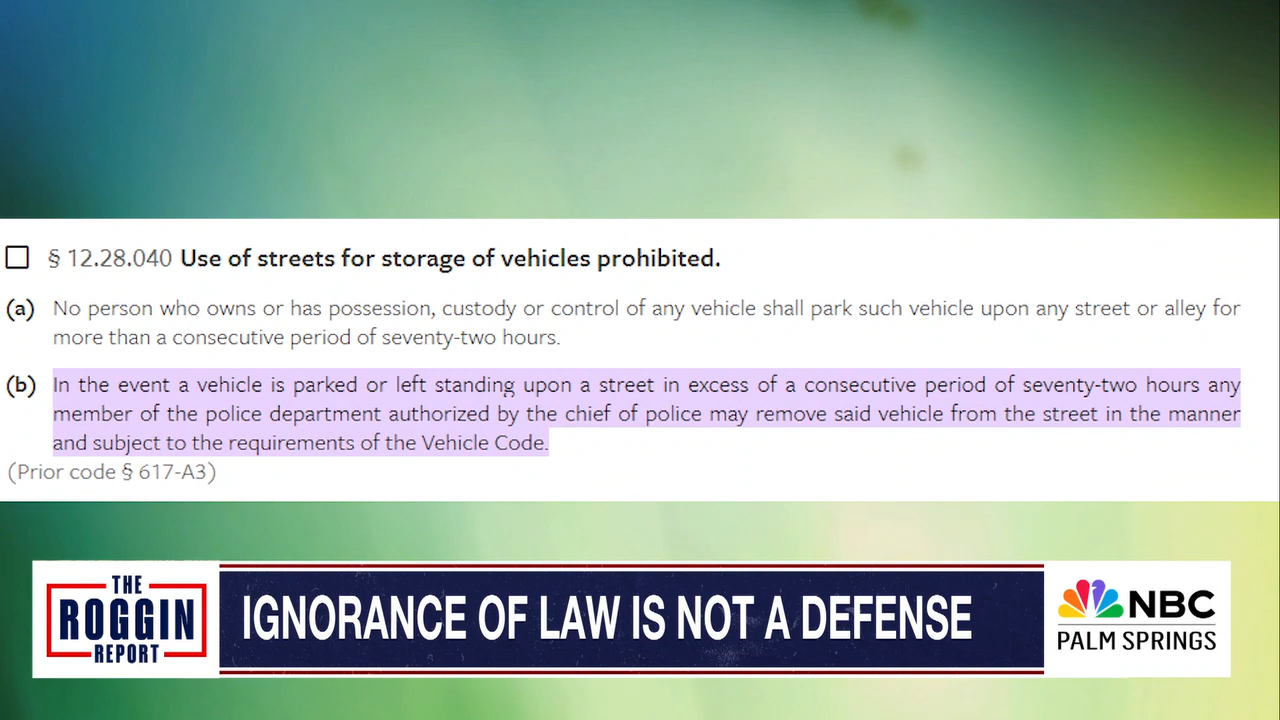 § 12.28.040 Use of streets for storage of vehicles prohibited.
(a) No person who owns or has possession, custody or control of any vehicle shall park such vehicle upon any street or alley for
more than a consecutive period of seventy-two hours.
(b) In the event a vehicle is parked or left standing upon a street in excess of a consecutive period of seventy-two hours any
member of the police department authorized by the chief of police may remove said vehicle from the street in the manner
and subject to the requirements of the Vehicle Code.
(Prior code § 617-A3)
THE
ROGGIN
REPORT
IGNORANCE OF LAW IS NOT A DEFENSE
NBC
PALM SPRINGS